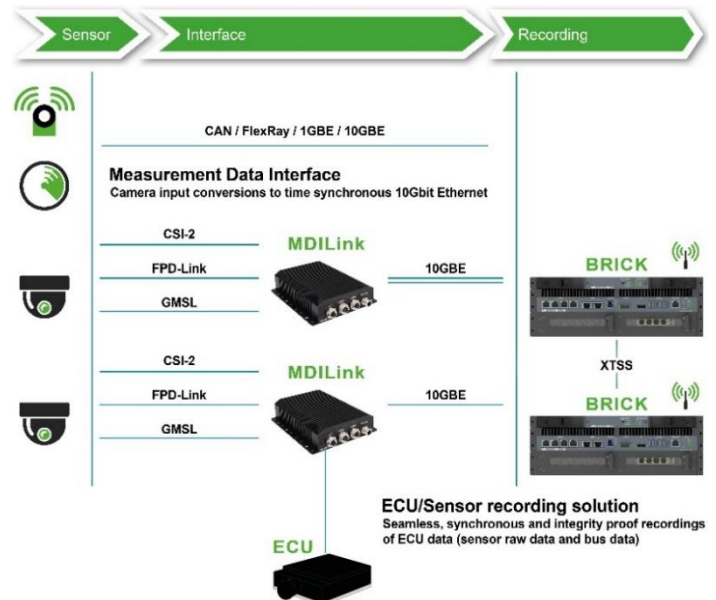 Sensor
Interface
Recording
CAN / FlexRay / 1GBE / 10GBE
Measurement Data Interface
Camera input conversions to time synchronous 10Gbit Ethernet
CSI-2
MDILink
FPD-Link
10GBE
GMSL
BRICK
XTSS
CSI-2
MDILink
FPD-Link
10GBE
GMSL
BRICK
ECU/Sensor recording solution
Seamless, synchronous and integrity proof recordings
of ECU data (sensor raw data and bus data)
ECU